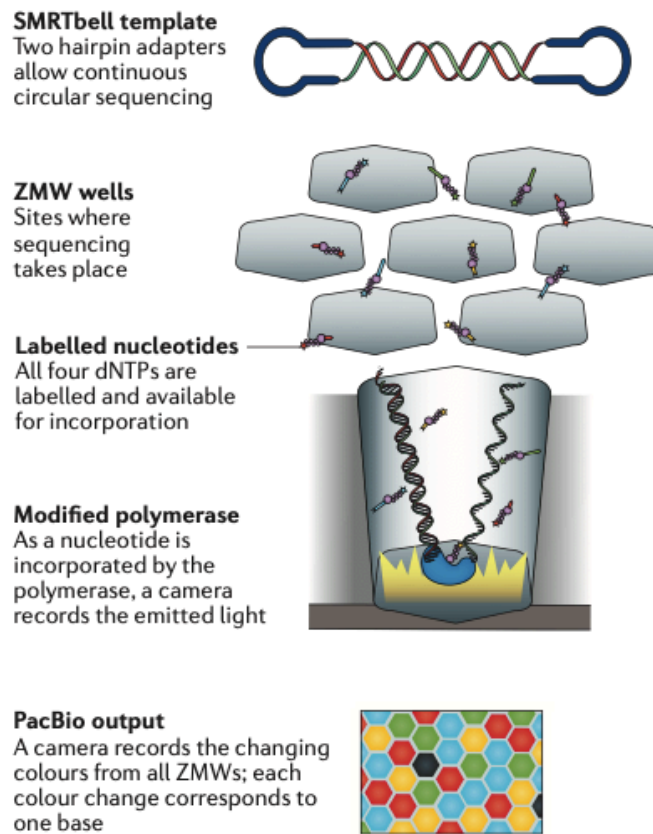 SMRTbell template
Two hairpin adapters
allow continuous
circular sequencing
ZMW wells
Sites where
sequencing
takes place
Labelled nucleotides
All four dNTPs are
labelled and available
for incorporation
Modified polymerase
As a nucleotide is
incorporated by the
polymerase, a camera
records the emitted light
PacBio output
A camera records the changing
colours from all ZMWs; each
colour change corresponds to
one base